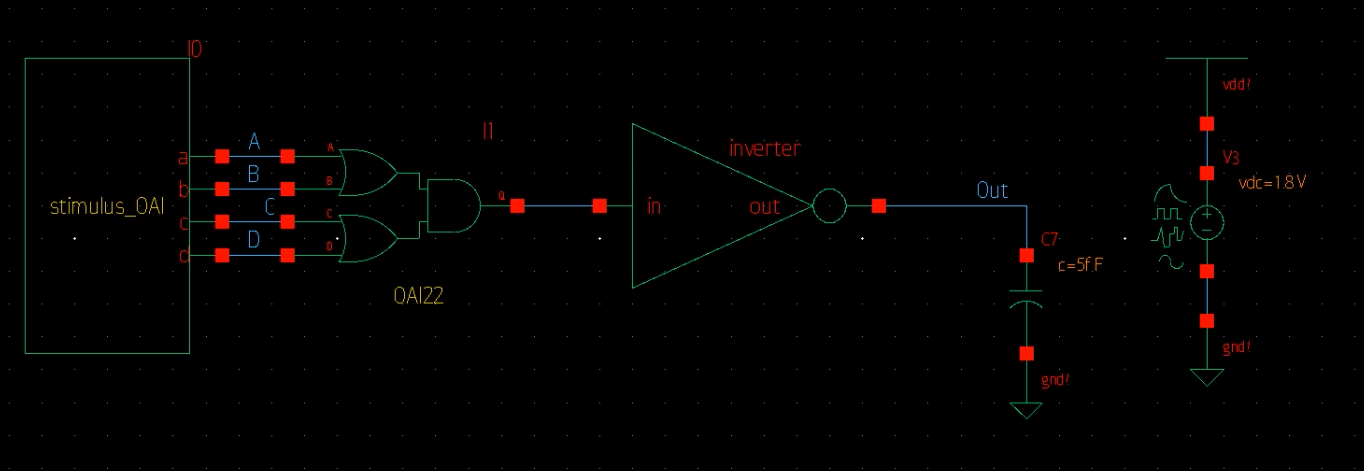 I0
stimulus_OAI
a
b
c
d
A
B
C
D
A
B
C
D
I1
Q
OAI22
inverter
in
out
Out
C7
c=5f F
gnd!
vdd!
V3
vdc=1.8 V
gnd!